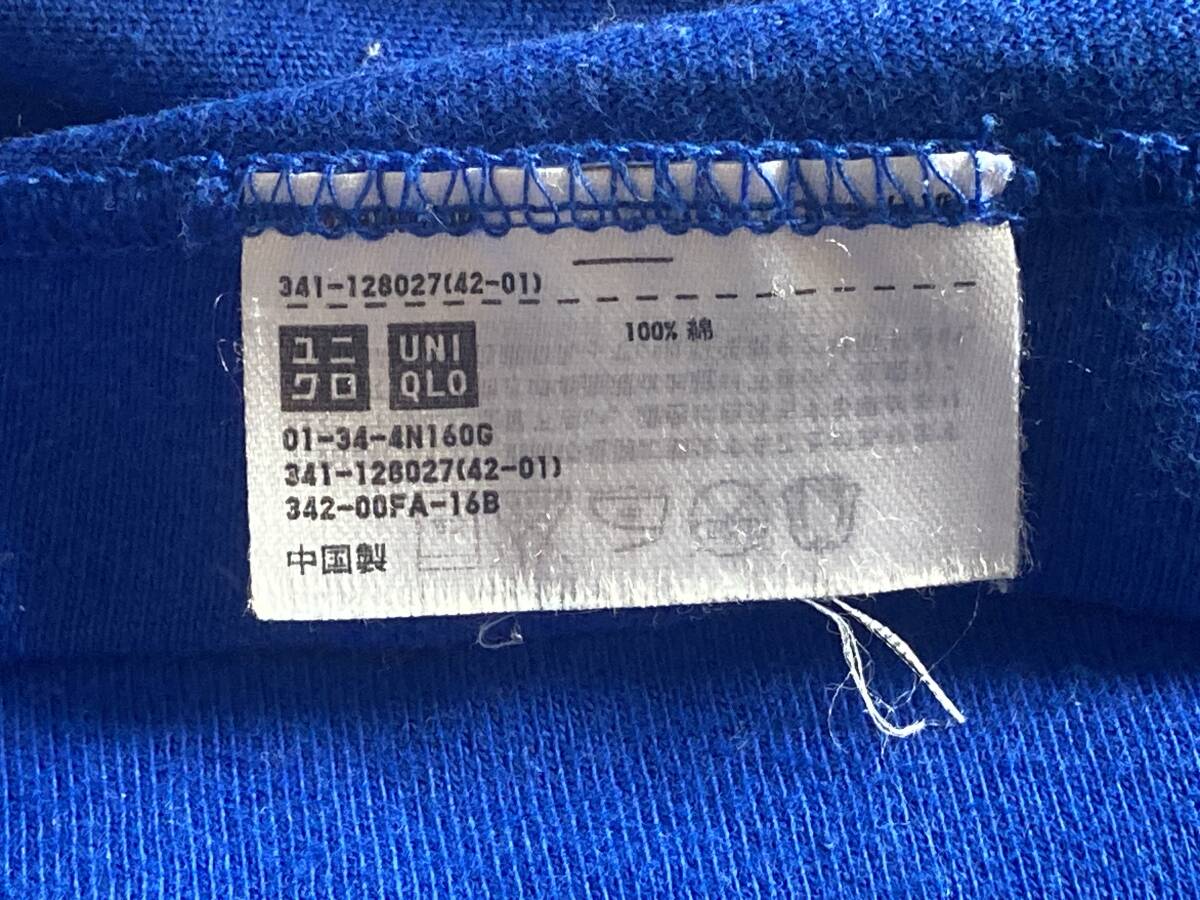 341-128027(42-01)
100% 綿
ユニ
クロ
UNI
QLO
01-34-4N160G
341-128027(42-01)
342-00FA-16B
中国製